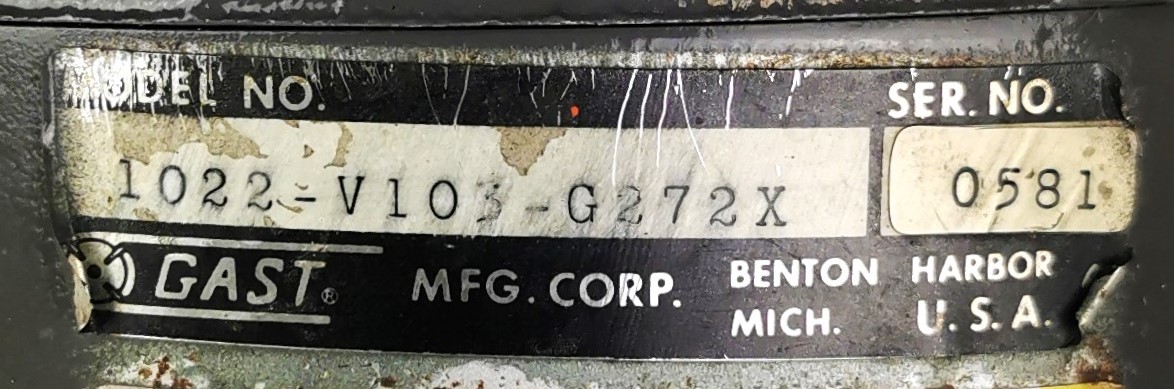 MODEL NO. SER. NO.
1022-V103-G272X 0581
GAST® MFG. CORP. BENTON HARBOR
MICH. U.S.A.